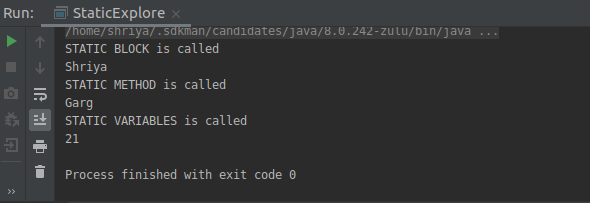 Run: StaticExplore
/home/shriya/.sdkman/candidates/java/8.0.242-zulu/bin/java ...
STATIC BLOCK is called
Shriya
STATIC METHOD is called
Garg
STATIC VARIABLES is called
21
Process finished with exit code 0